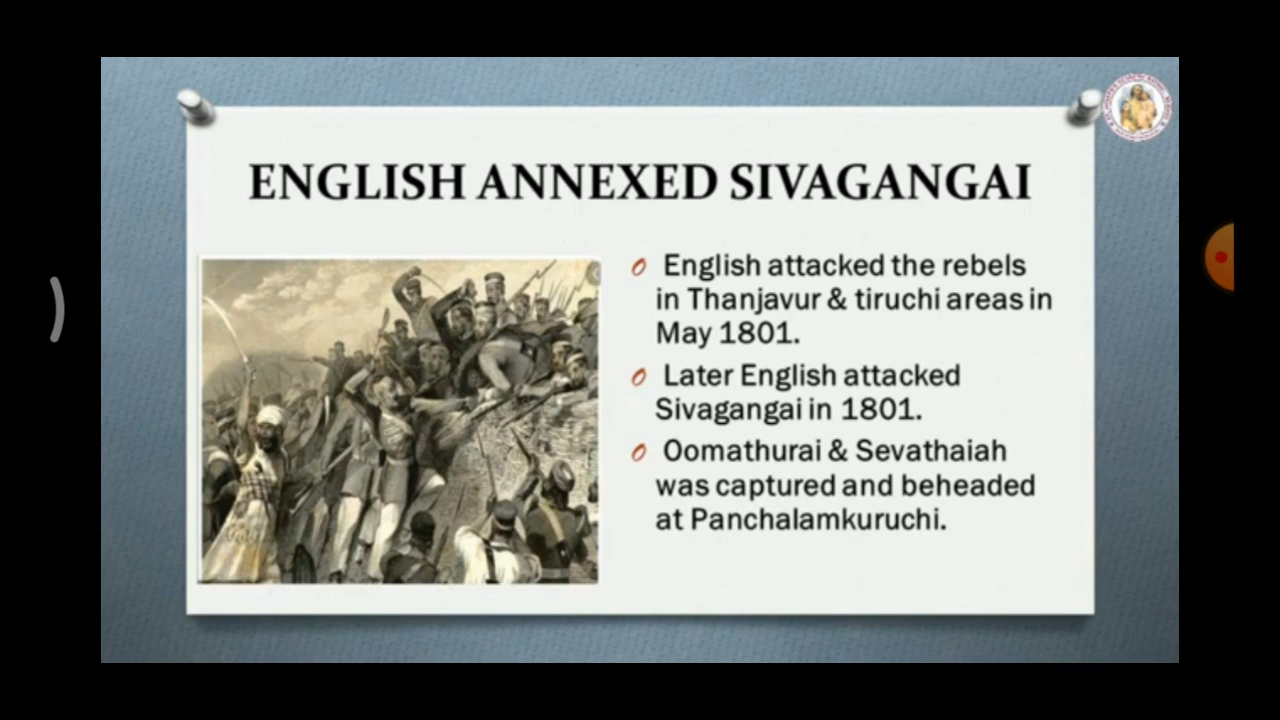 ENGLISH ANNEXED SIVAGANGAI
English attacked the rebels
in Thanjavur & tiruchi areas in
May 1801.
Later English attacked
Sivagangai in 1801.
Oomathurai & Sevathaiah
was captured and beheaded
at Panchalamkuruchi.